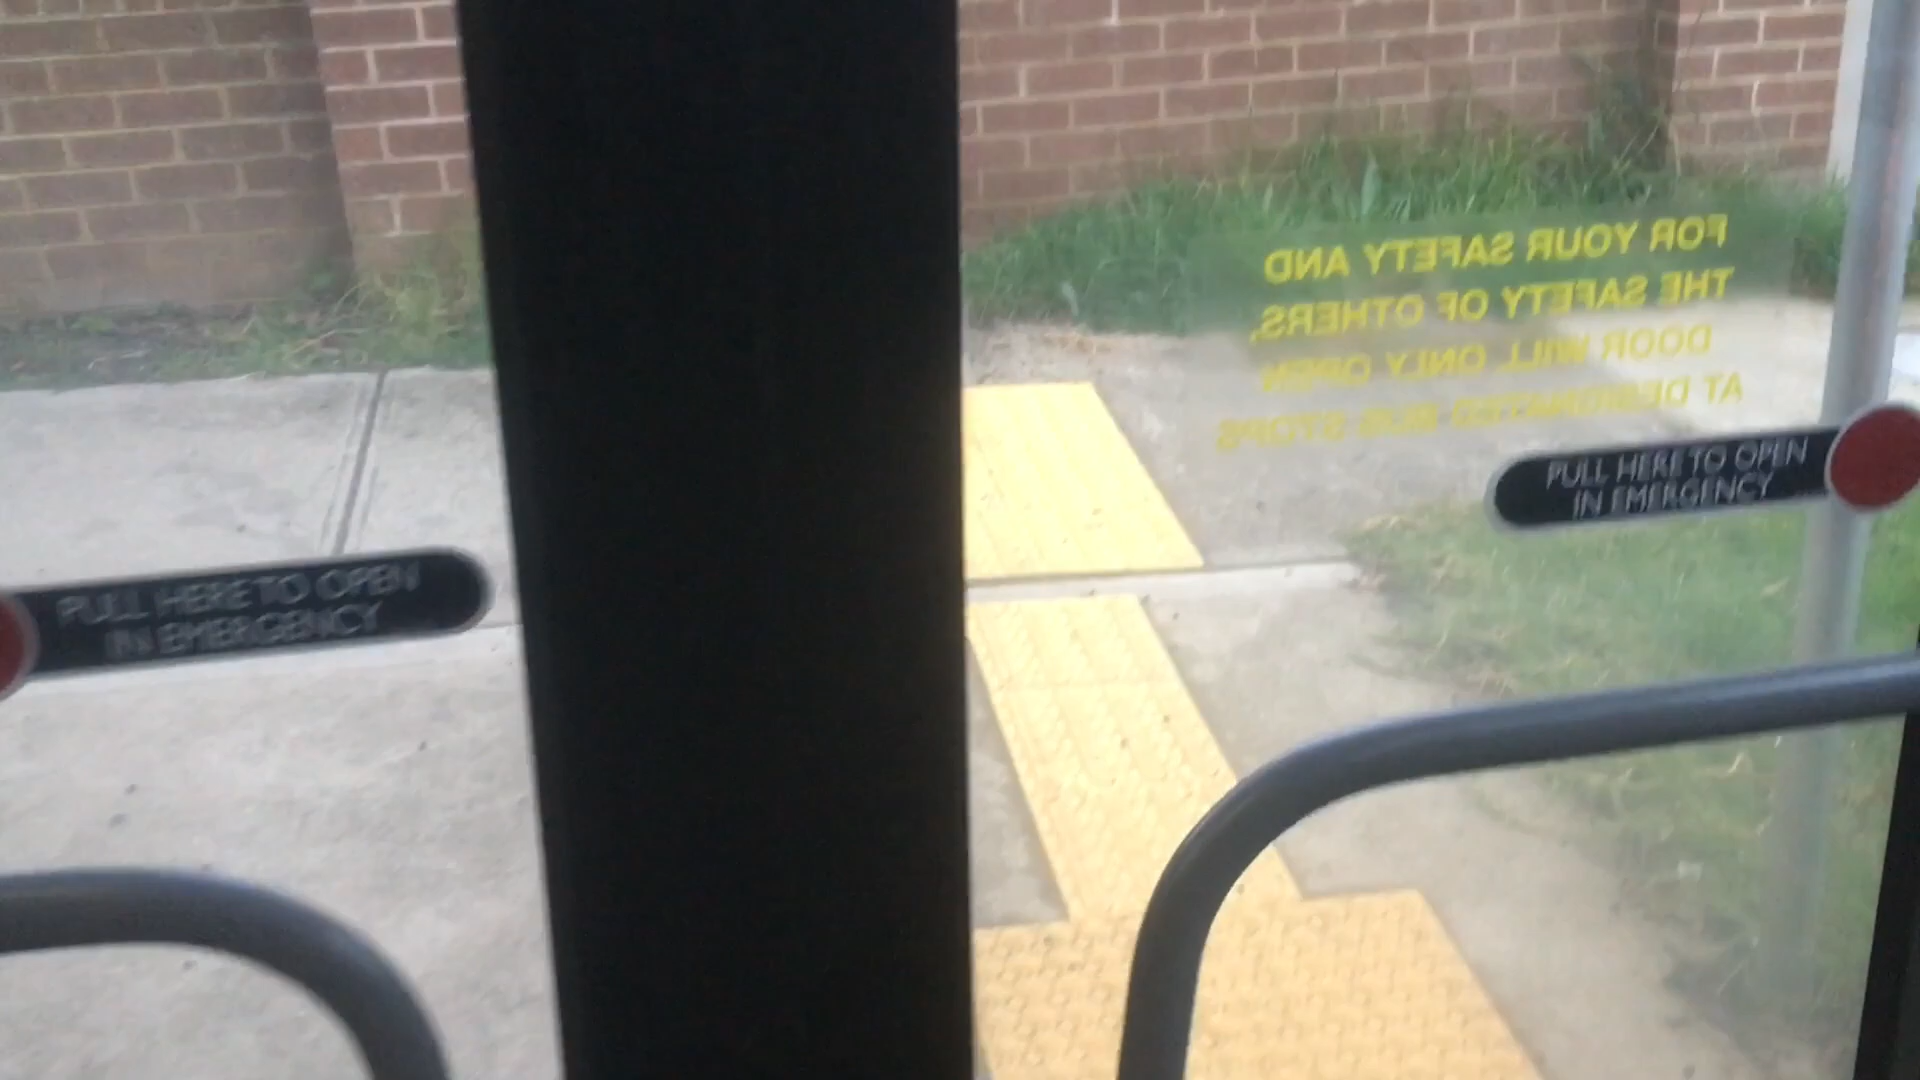 FOR YOUR SAFETY AND
THE SAFETY OF OTHERS,
DOOR WILL ONLY OPEN
AT DESIGNATED BUS STOPS
PULL HERE TO OPEN
IN EMERGENCY
PULL HERE TO OPEN
IN EMERGENCY